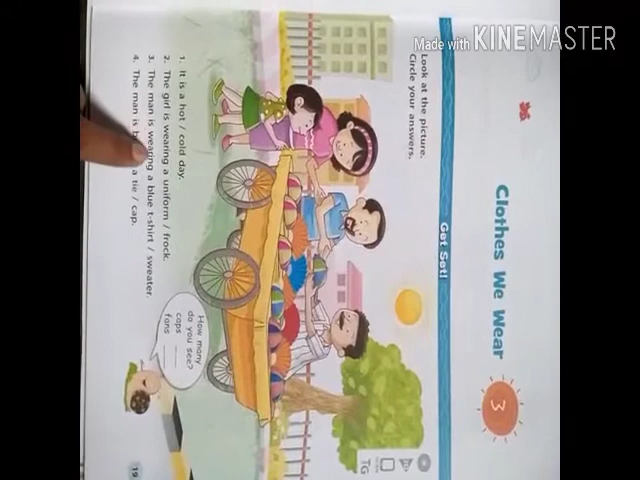 Made with KINEMASTER
Clothes We Wear
3
Get Set!
Look at the picture.
Circle your answers.
TG
1. It is a hot / cold day.
2. The girl is wearing a uniform / frock.
3. The man is wearing a blue t-shirt / sweater.
4. The man is a tie / cap.
How many
do you see?
caps
fans
19